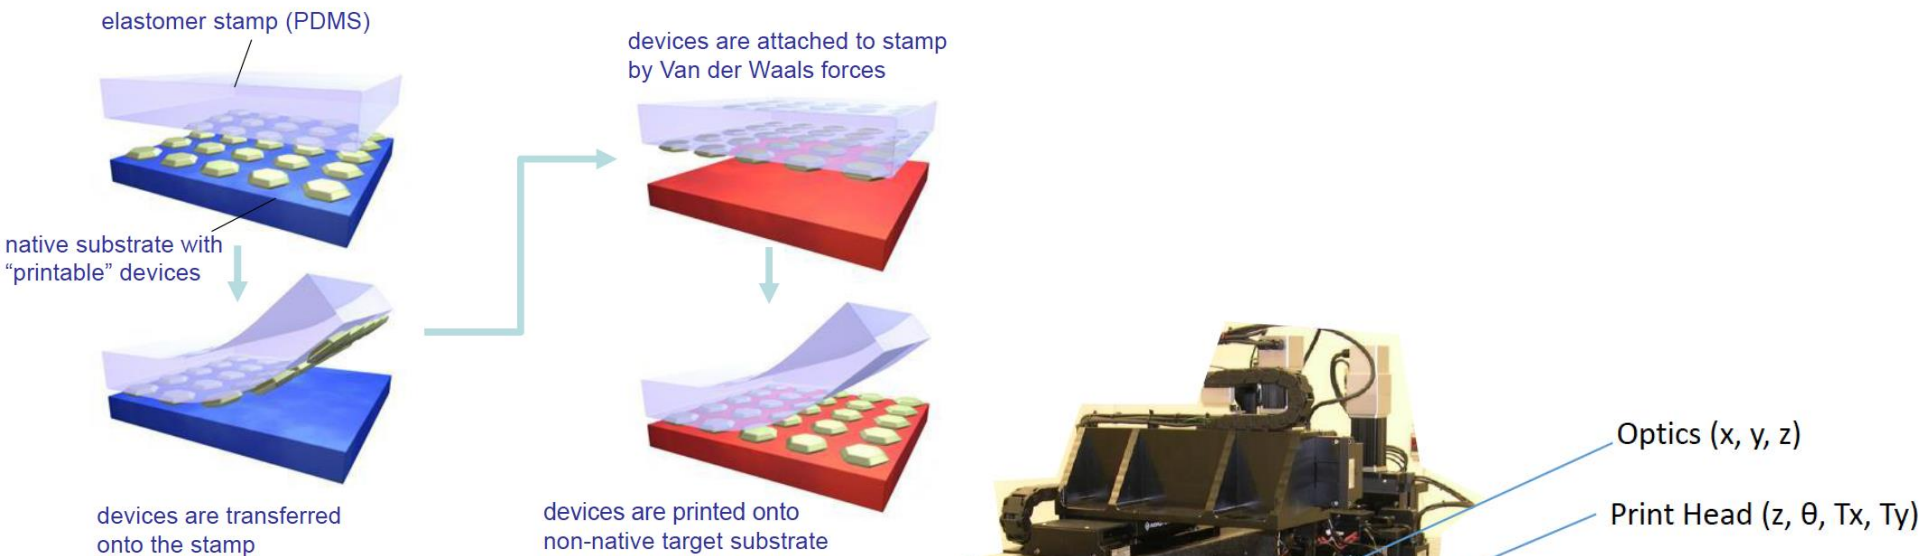 elastomer stamp (PDMS)
devices are attached to stamp
by Van der Waals forces
native substrate with
“printable” devices
devices are transferred
onto the stamp
devices are printed onto
non-native target substrate
Optics (x, y, z)
Print Head (z, θ, Tx, Ty)